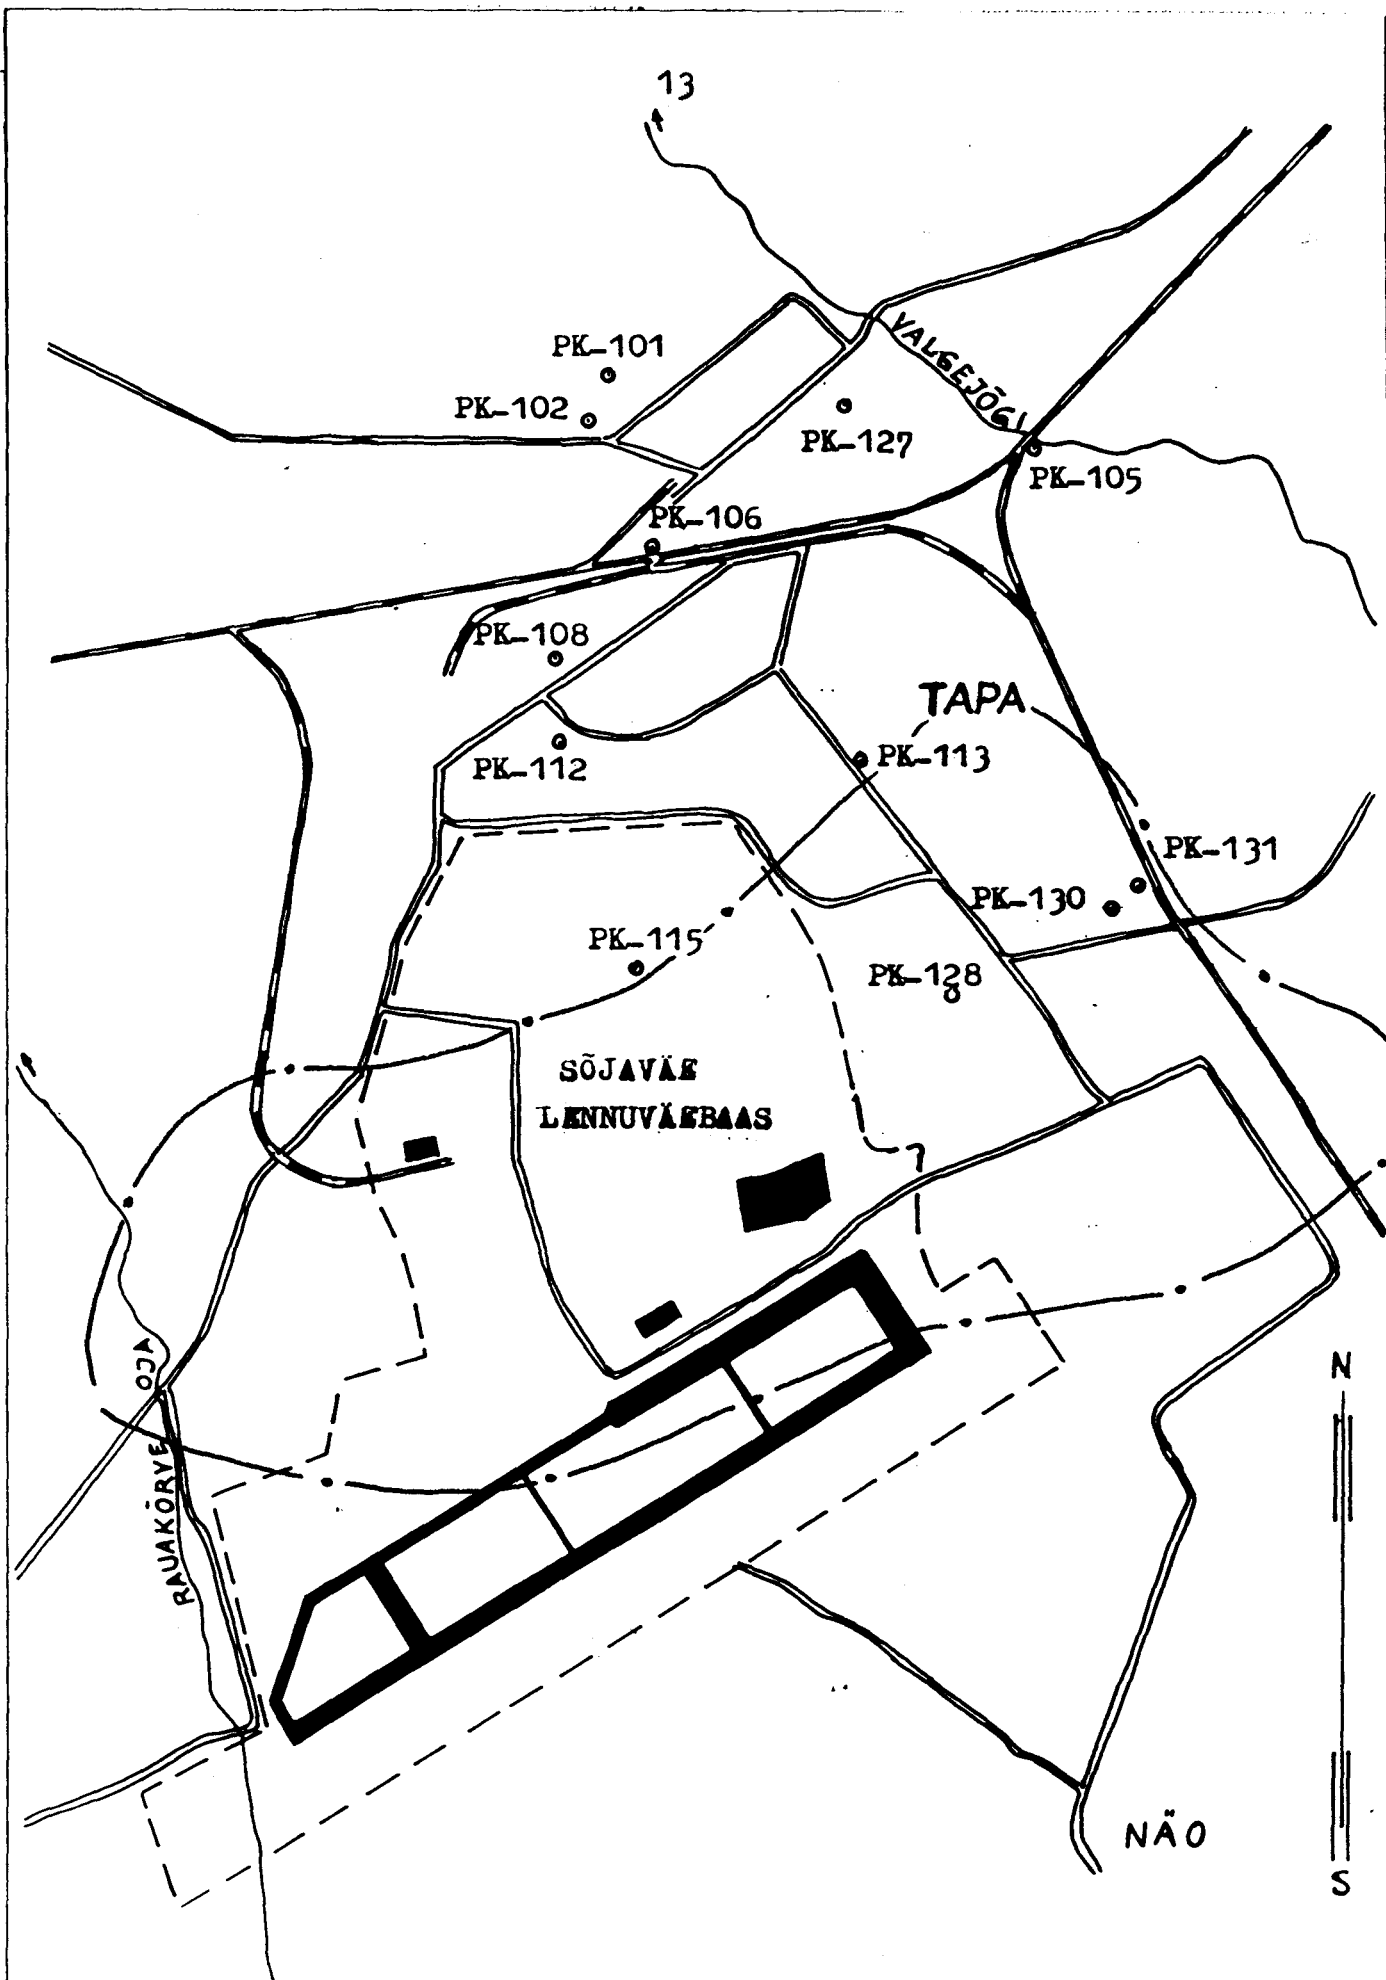 13
VALGEJÕGI
PK-101
PK-102
PK-127
PK-105
PK-106
PK-108
TAPA
PK-112
PK-113
PK-131
PK-130
PK-115
PK-128
SÕJAVÄE
LENNUVÄEBAAS
RAUAKÕRVE OJA
N
NÄO
S